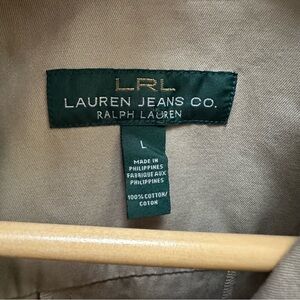 LRL
LAUREN JEANS CO.
RALPH LAUREN
L
MADE IN
PHILIPPINES
FABRIQUE AUX
PHILIPPINES
100% COTTON/
COTON